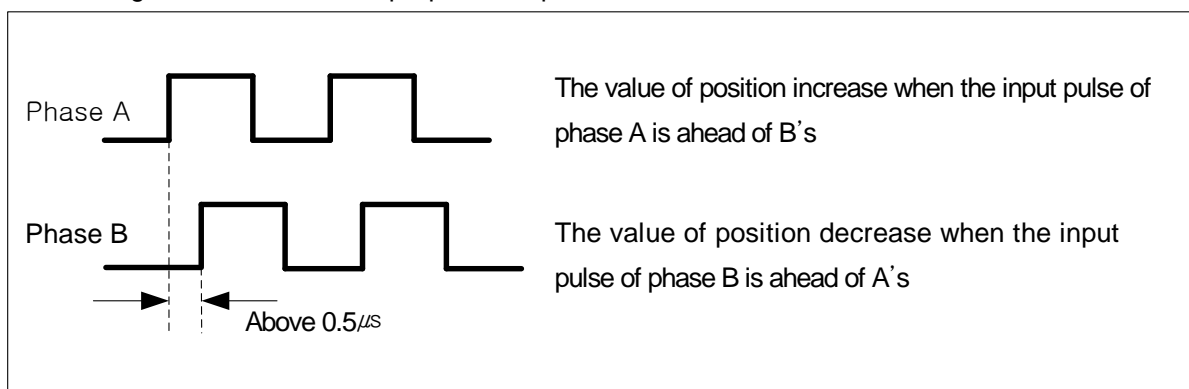 Phase A
The value of position increase when the input pulse of
phase A is ahead of B's
Phase B
The value of position decrease when the input
pulse of phase B is ahead of A's
Above 0.5㎲